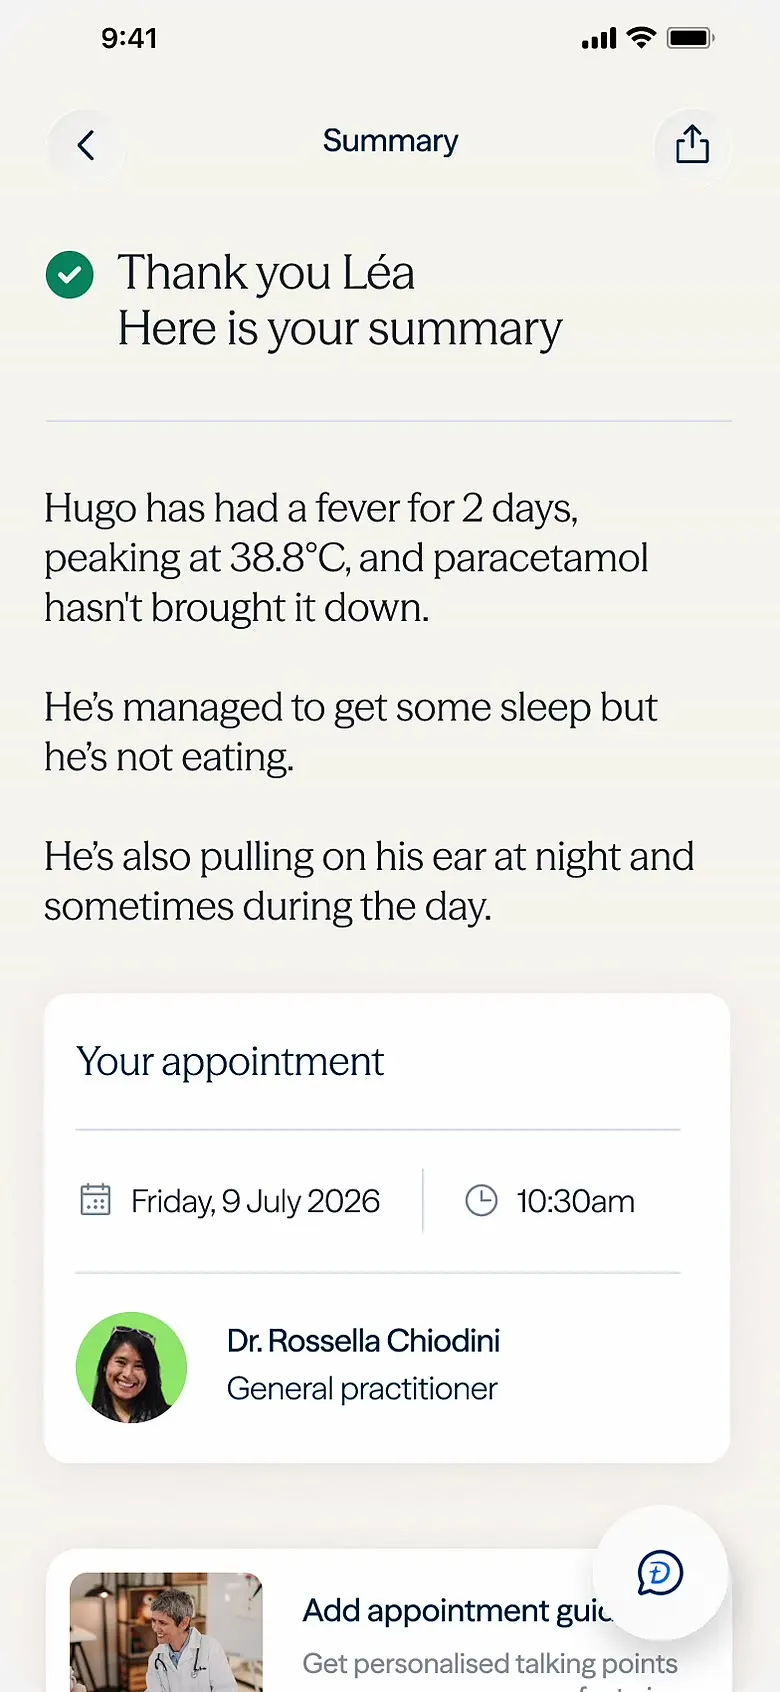 9:41
Summary
Thank you Léa
Here is your summary
Hugo has had a fever for 2 days,
peaking at 38.8°C, and paracetamol
hasn't brought it down.
He’s managed to get some sleep but
he’s not eating.
He’s also pulling on his ear at night and
sometimes during the day.
Your appointment
Friday, 9 July 2026
10:30am
Dr. Rossella Chiodini
General practitioner
Add appointment
Get personalised talking points